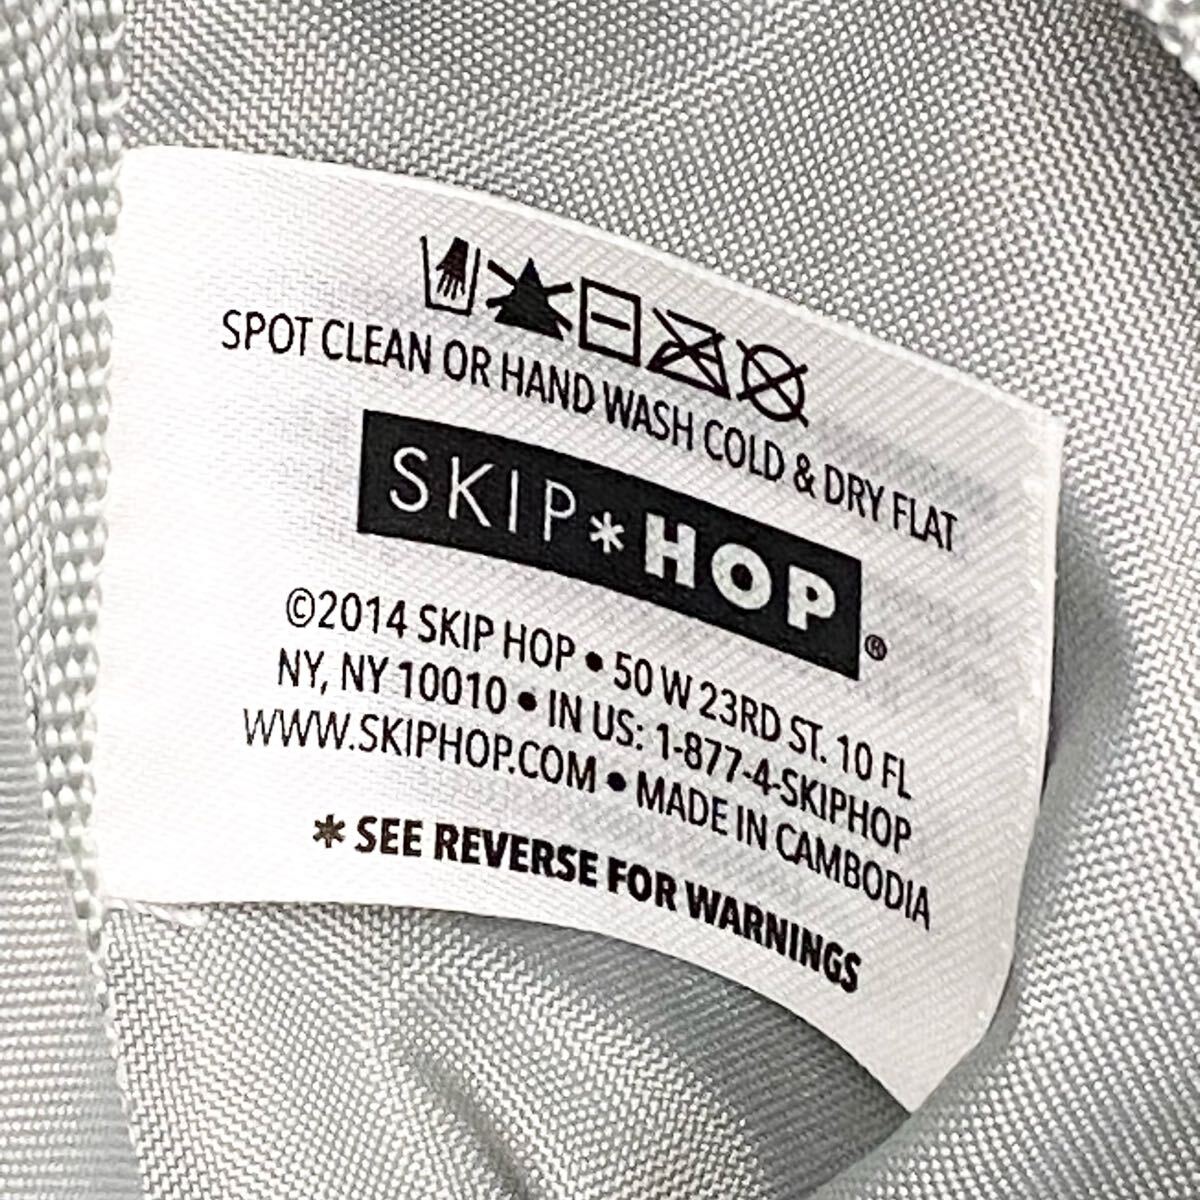 SPOT CLEAN OR HAND WASH COLD & DRY FLAT
SKIP*HOP®
©2014 SKIP HOP • 50 W 23RD ST. 10 FL
NY, NY 10010 • IN US: 1-877-4-SKIPHOP
WWW.SKIPHOP.COM • MADE IN CAMBODIA
* SEE REVERSE FOR WARNINGS